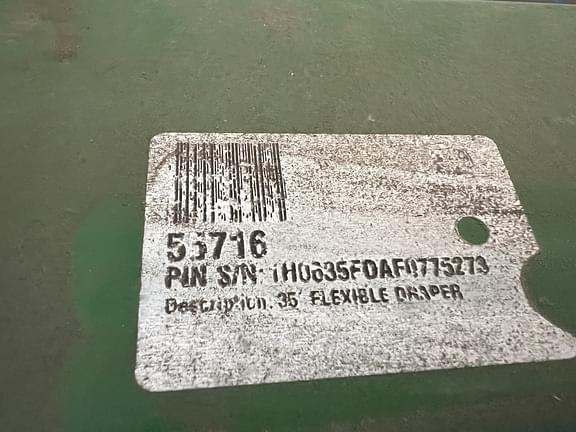 55716
PIN S/N: 1H0635FDAF0775273
Description: 35' FLEXIBLE DRAPER